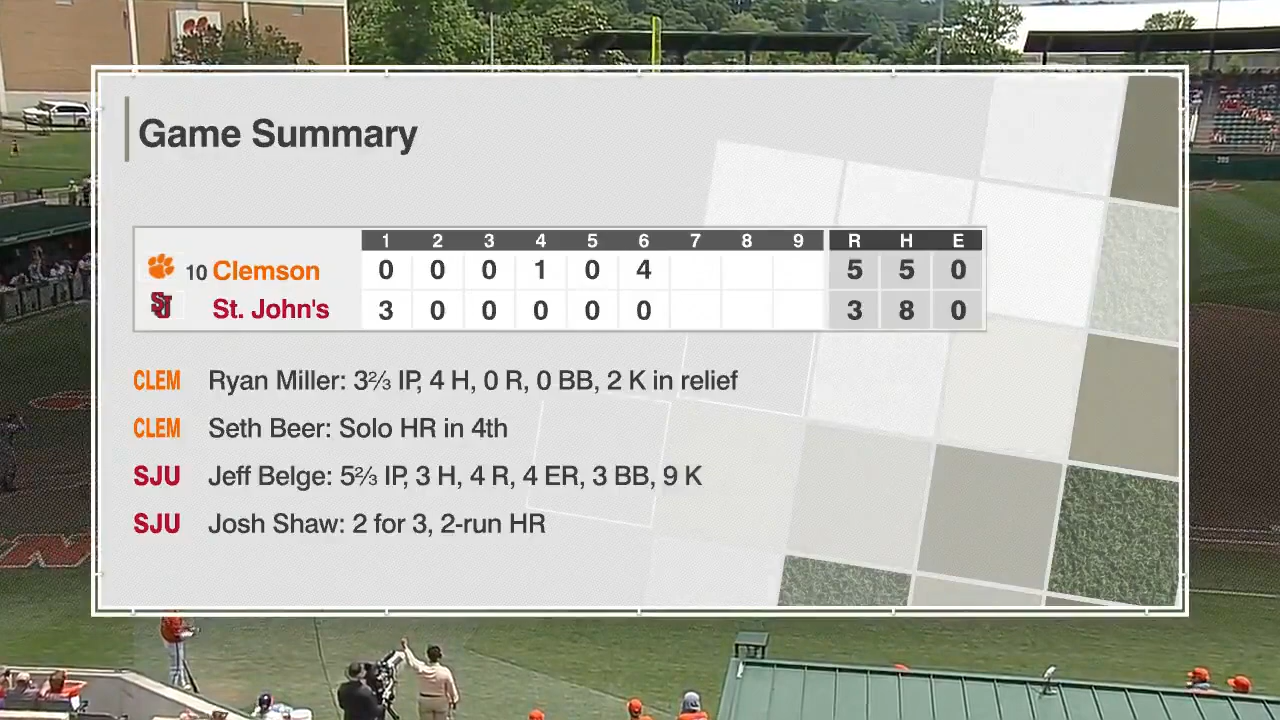 Game Summary
1 2 3 4 5 6 7 8 9 R H E
10 Clemson 0 0 0 1 0 4 5 5 0
SJ St. John's 3 0 0 0 0 0 3 8 0
CLEM Ryan Miller: 3⅔ IP, 4 H, 0 R, 0 BB, 2 K in relief
CLEM Seth Beer: Solo HR in 4th
SJU Jeff Belge: 5⅔ IP, 3 H, 4 R, 4 ER, 3 BB, 9 K
SJU Josh Shaw: 2 for 3, 2-run HR